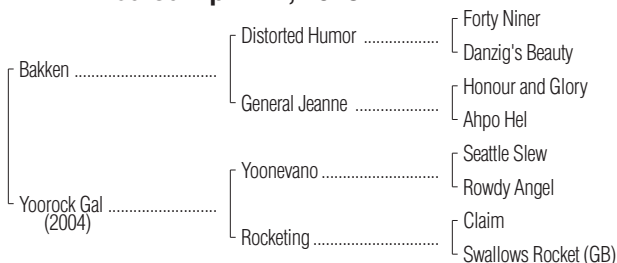 Forty Niner
Distorted Humor ..................
Danzig's Beauty
Bakken ..................................
Honour and Glory
General Jeanne ....................
Ahpo Hel
Seattle Slew
Yoonevano ............................
Rowdy Angel
Yoorock Gal ..........................
(2004)
Claim
Rocketing ..............................
Swallows Rocket (GB)